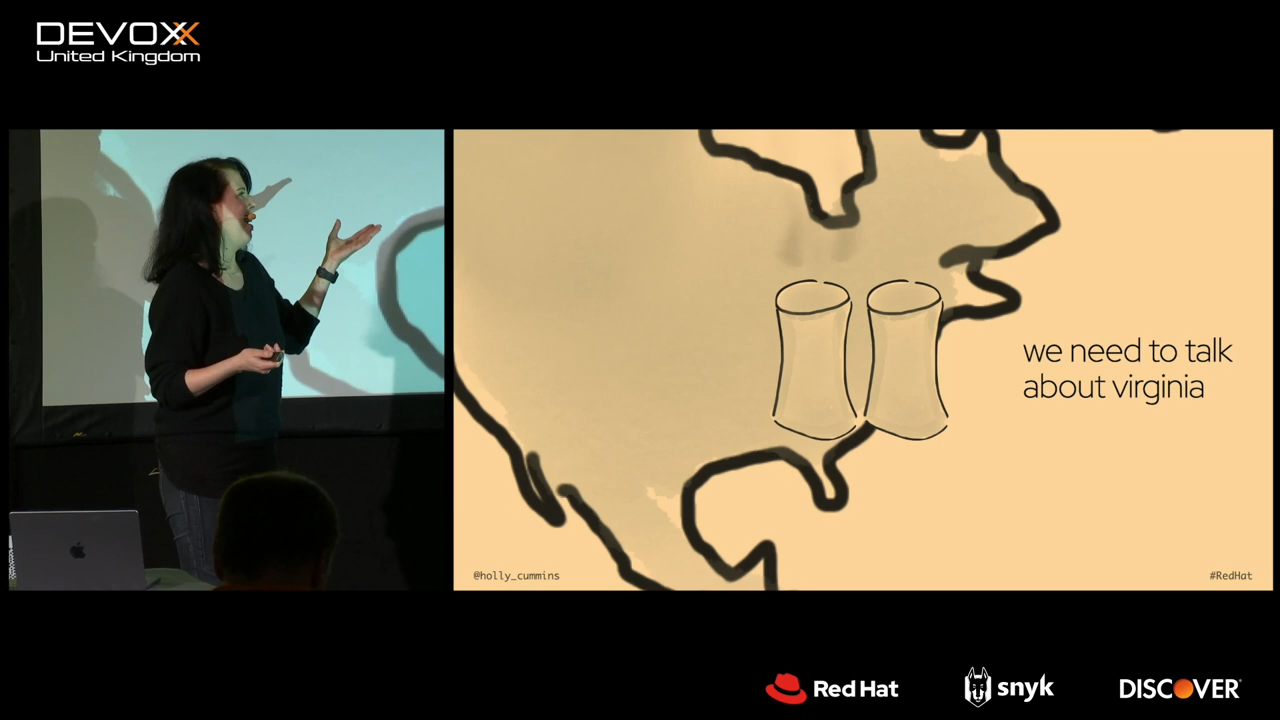 DEVOXX
United Kingdom
we need to talk
about virginia
@holly_cummins
#RedHat
Red Hat
snyk
DISCOVER